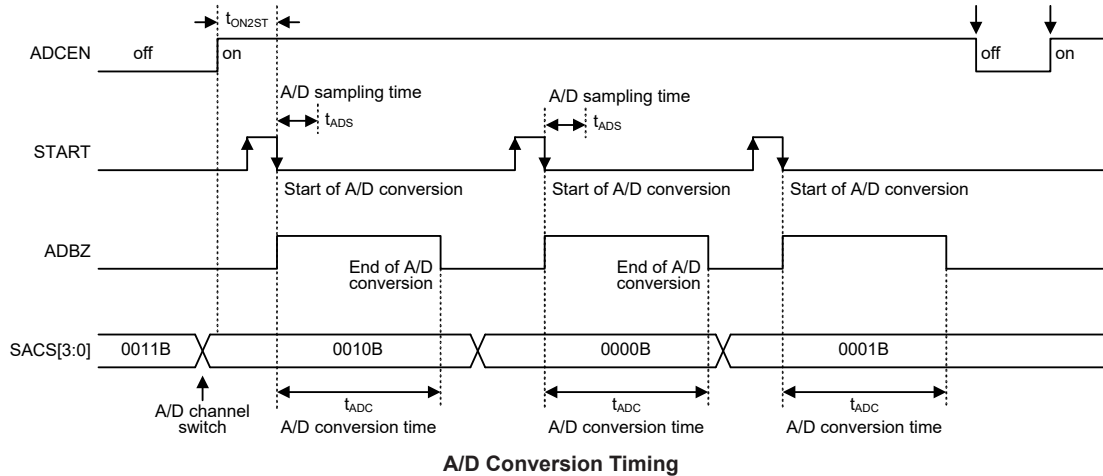 tON2ST
ADCEN
off
on
off
on
A/D sampling time
A/D sampling time
tADS
tADS
START
Start of A/D conversion
Start of A/D conversion
Start of A/D conversion
ADBZ
End of A/D
conversion
End of A/D
conversion
SACS[3:0]
0011B
0010B
0000B
0001B
A/D channel
switch
tADC
A/D conversion time
tADC
A/D conversion time
tADC
A/D conversion time
A/D Conversion Timing